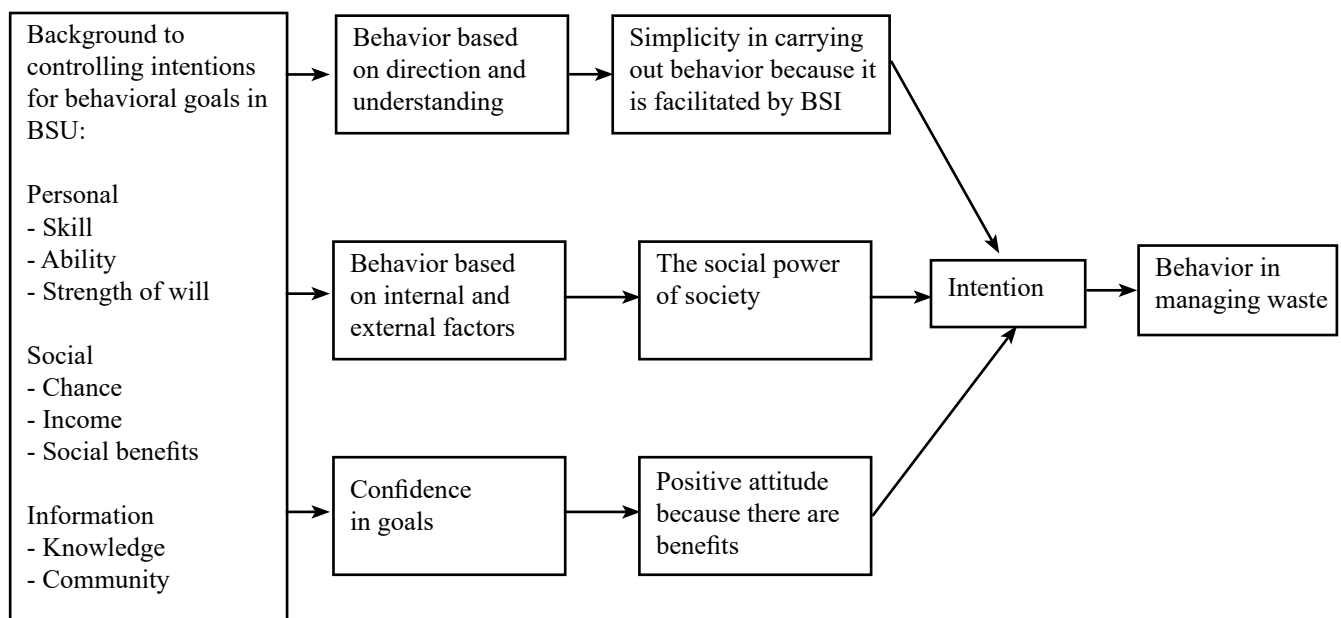 Background to
controlling intentions
for behavioral goals in
BSU:
Personal
- Skill
- Ability
- Strength of will
Social
- Chance
- Income
- Social benefits
Information
- Knowledge
- Community
Behavior based
on direction and
understanding
Simplicity in carrying
out behavior because it
is facilitated by BSI
Behavior based
on internal and
external factors
The social power
of society
Confidence
in goals
Positive attitude
because there are
benefits
Intention
Behavior in
managing waste